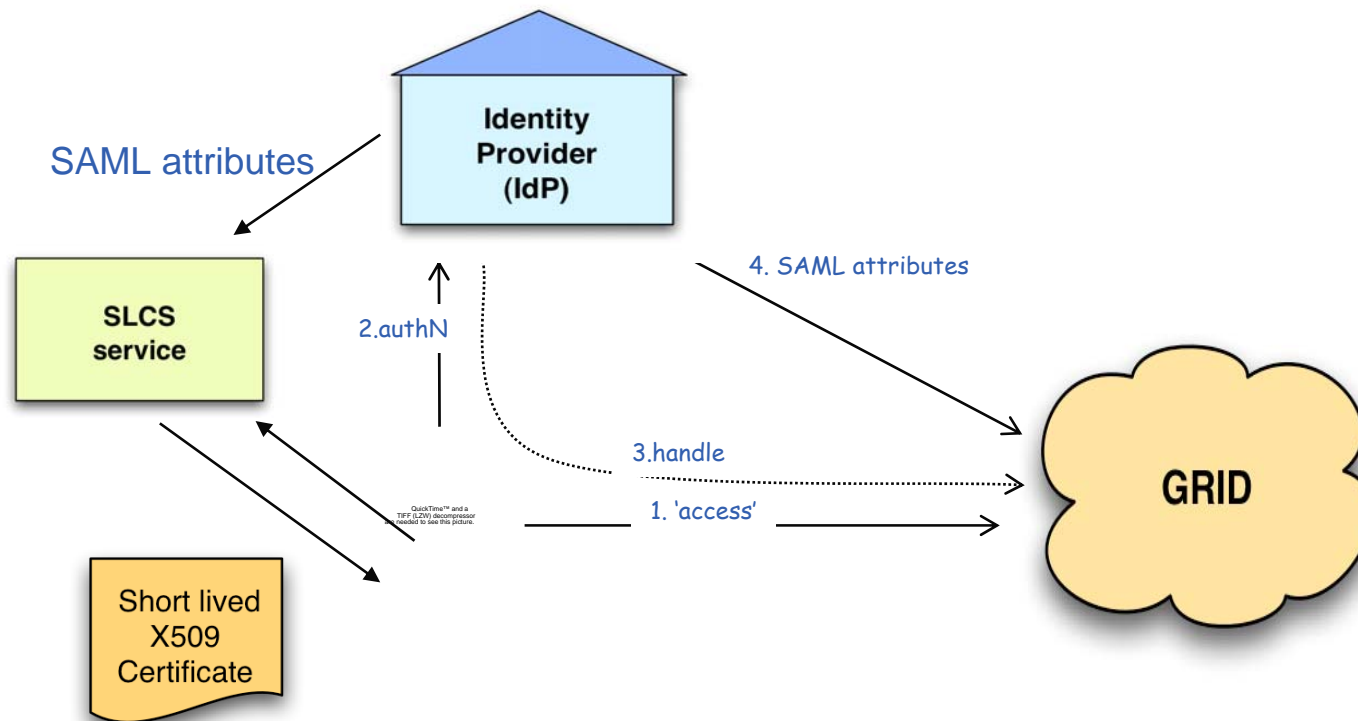 Identity
Provider
(IdP)
SAML attributes
4. SAML attributes
SLCS
service
2.authN
3.handle
GRID
QuickTime™ and a
TIFF (LZW) decompressor
are needed to see this picture.
1. ‘access’
Short lived
X509
Certificate